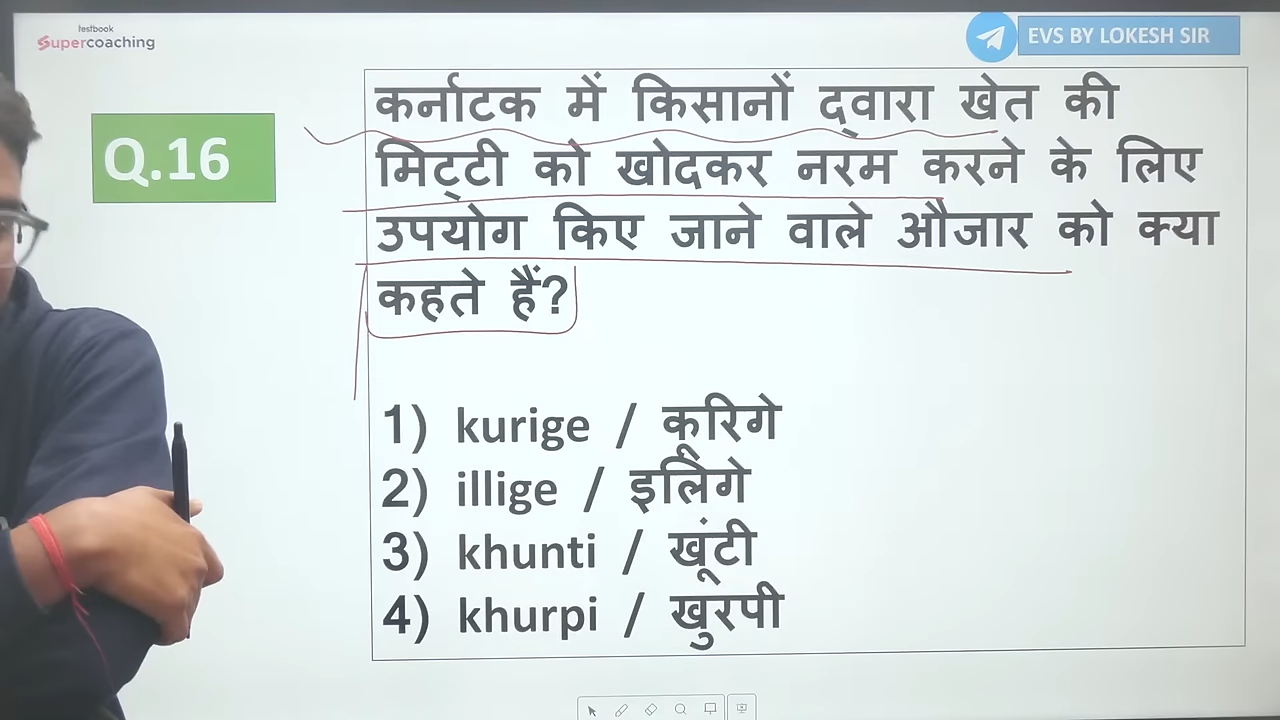 testbook
Supercoaching
EVS BY LOKESH SIR
Q.16
कर्नाटक में किसानों द्वारा खेत की
मिट्टी को खोदकर नरम करने के लिए
उपयोग किए जाने वाले औजार को क्या
कहते हैं?
1) kurige / कूरिगे
2) illige / इलिगे
3) khunti / खूंटी
4) khurpi / खुरपी